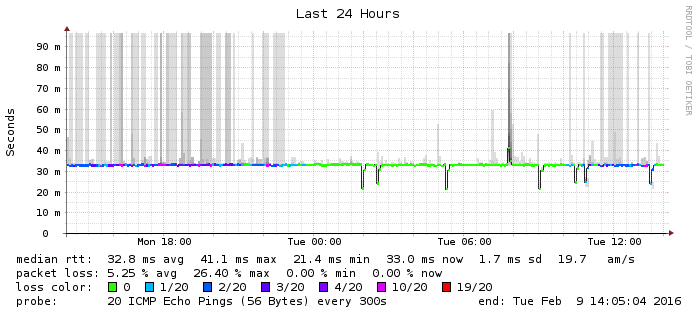 Last 24 Hours
RRDTOOL / TOBI OETIKER
Seconds
90 m
80 m
70 m
60 m
50 m
40 m
30 m
20 m
10 m
0
Mon 18:00 Tue 00:00 Tue 06:00 Tue 12:00
median rtt: 32.8 ms avg 41.1 ms max 21.4 ms min 33.0 ms now 1.7 ms sd 19.7 am/s
packet loss: 5.25 % avg 26.40 % max 0.00 % min 0.00 % now
loss color: 0 1/20 2/20 3/20 4/20 10/20 19/20
probe: 20 ICMP Echo Pings (56 Bytes) every 300s end: Tue Feb 9 14:05:04 2016